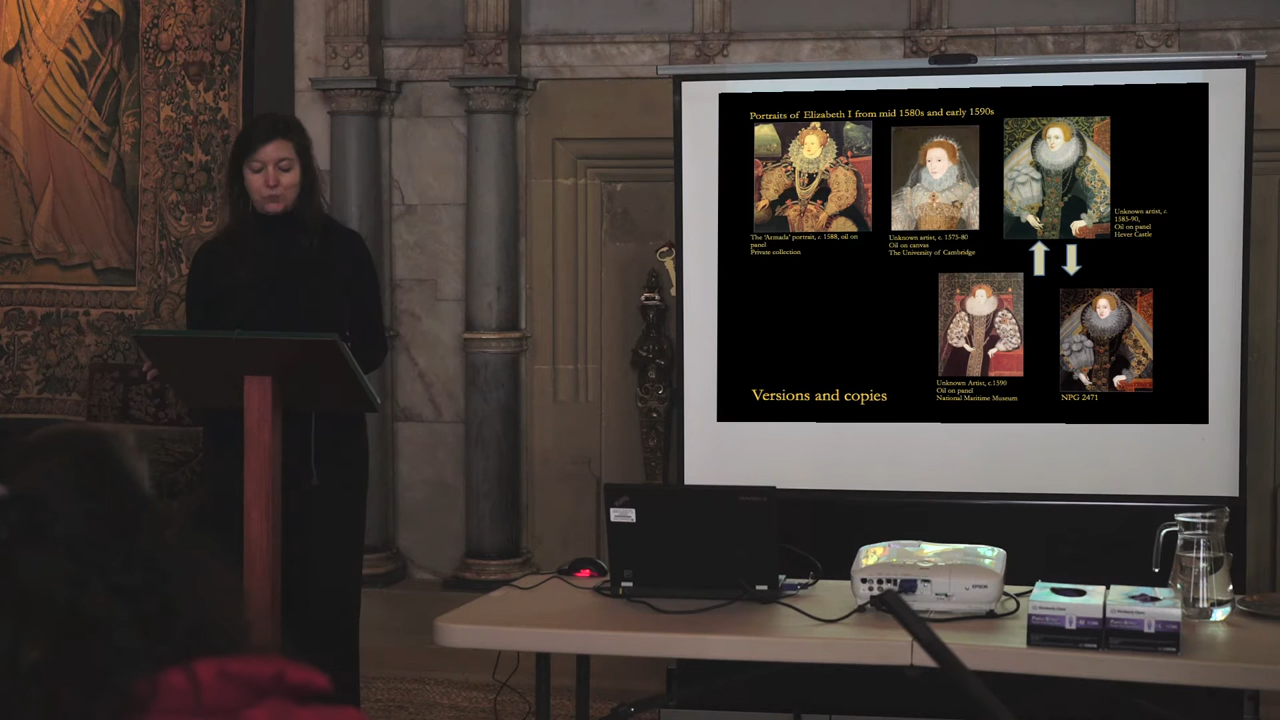 Portraits of Elizabeth I from mid 1580s and early 1590s
The 'Armada' portrait, c. 1588, oil on
panel
Private collection
Unknown artist, c. 1575-80
Oil on canvas
The University of Cambridge
Unknown artist, c.
1585-90,
Oil on panel
Hever Castle
Unknown Artist, c.1590
Oil on panel
National Maritime Museum
NPG 2471
Versions and copies
EPSON